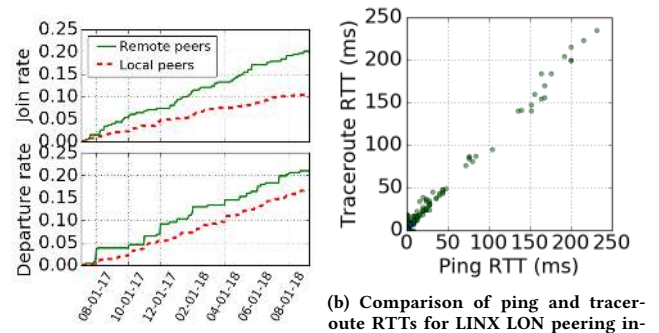 0.25
0.20
0.15
0.10
0.05
0.00
Join rate
Remote peers
Local peers
0.25
0.20
0.15
0.10
0.05
0.00
Departure rate
08-01-17
10-01-17
12-01-17
02-01-18
04-01-18
06-01-18
08-01-18
250
200
150
100
50
0
Traceroute RTT (ms)
0 50 100 150 200 250
Ping RTT (ms)
(b) Comparison of ping and tracer-
oute RTTs for LINX LON peering in-